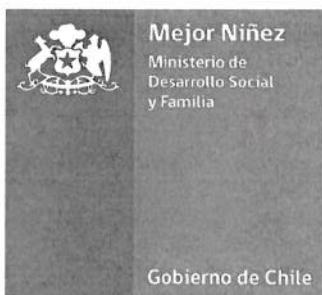 Mejor Niñez
Ministerio de
Desarrollo Social
y Familia
Gobierno de Chile